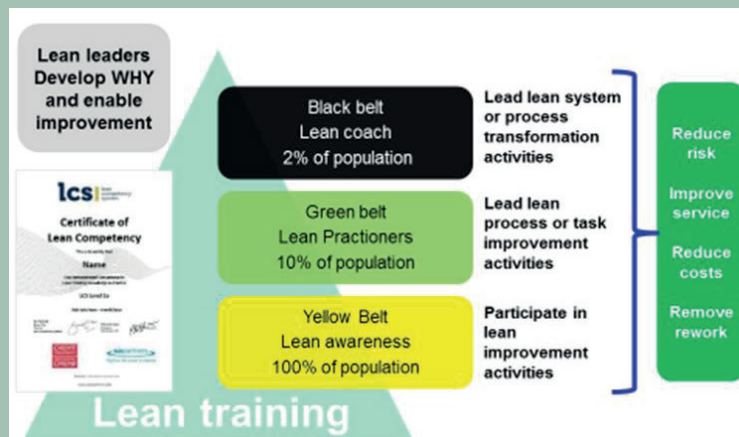 Lean leaders
Develop WHY
and enable
improvement
lcs
Certificate of
Lean Competency
Name
Black belt
Lean coach
2% of population
Lead lean system
or process
transformation
activities
Green belt
Lean Practioners
10% of population
Lead lean
process or task
improvement
activities
Yellow Belt
Lean awareness
100% of population
Participate in
lean
improvement
activities
Reduce
risk
Improve
service
Reduce
costs
Remove
rework
Lean training